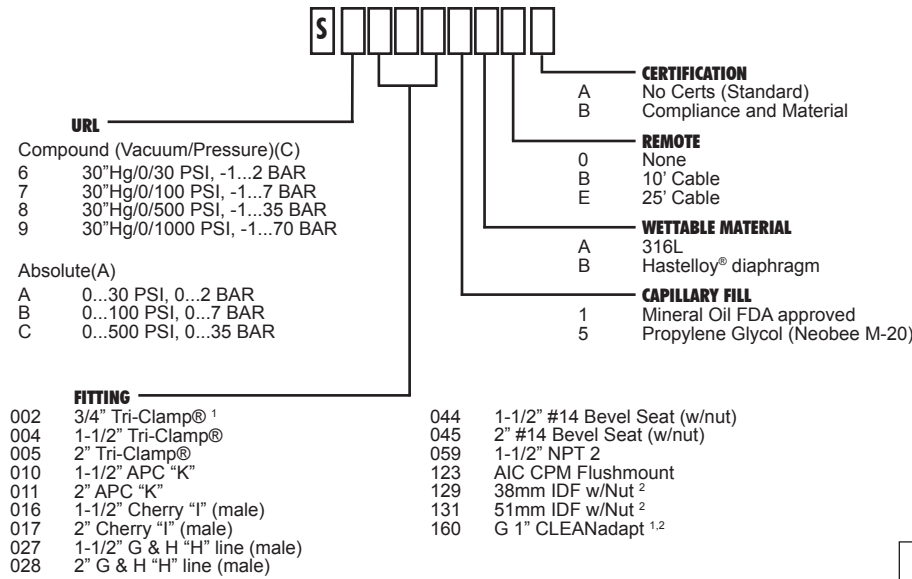 S
CERTIFICATION
A No Certs (Standard)
B Compliance and Material
REMOTE
0 None
B 10' Cable
E 25' Cable
WETTABLE MATERIAL
A 316L
B Hastelloy® diaphragm
CAPILLARY FILL
1 Mineral Oil FDA approved
5 Propylene Glycol (Neobee M-20)
URL
Compound (Vacuum/Pressure)(C)
6 30”Hg/0/30 PSI, -1...2 BAR
7 30”Hg/0/100 PSI, -1...7 BAR
8 30”Hg/0/500 PSI, -1...35 BAR
9 30”Hg/0/1000 PSI, -1...70 BAR
Absolute(A)
A 0...30 PSI, 0...2 BAR
B 0...100 PSI, 0...7 BAR
C 0...500 PSI, 0...35 BAR
FITTING
002 3/4” Tri-Clamp® ¹
004 1-1/2” Tri-Clamp®
005 2” Tri-Clamp®
010 1-1/2” APC “K”
011 2” APC “K”
016 1-1/2” Cherry “I” (male)
017 2” Cherry “I” (male)
027 1-1/2” G & H “H” line (male)
028 2” G & H “H” line (male)
044 1-1/2” #14 Bevel Seat (w/nut)
045 2” #14 Bevel Seat (w/nut)
059 1-1/2” NPT 2
123 AIC CPM Flushmount
129 38mm IDF w/Nut ²
131 51mm IDF w/Nut ²
160 G 1” CLEANadapt ¹,²